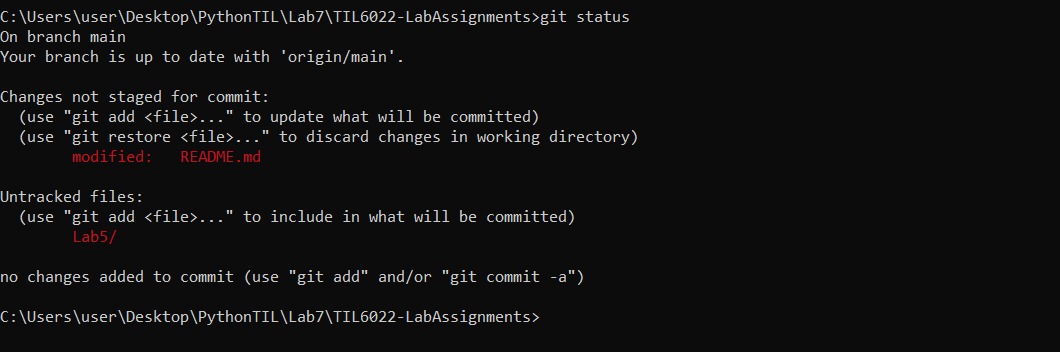 C:\Users\user\Desktop\PythonTIL\Lab7\TIL6022-LabAssignments>git status
On branch main
Your branch is up to date with 'origin/main'.

Changes not staged for commit:
  (use "git add <file>..." to update what will be committed)
  (use "git restore <file>..." to discard changes in working directory)
        modified:   README.md

Untracked files:
  (use "git add <file>..." to include in what will be committed)
        Lab5/

no changes added to commit (use "git add" and/or "git commit -a")

C:\Users\user\Desktop\PythonTIL\Lab7\TIL6022-LabAssignments>